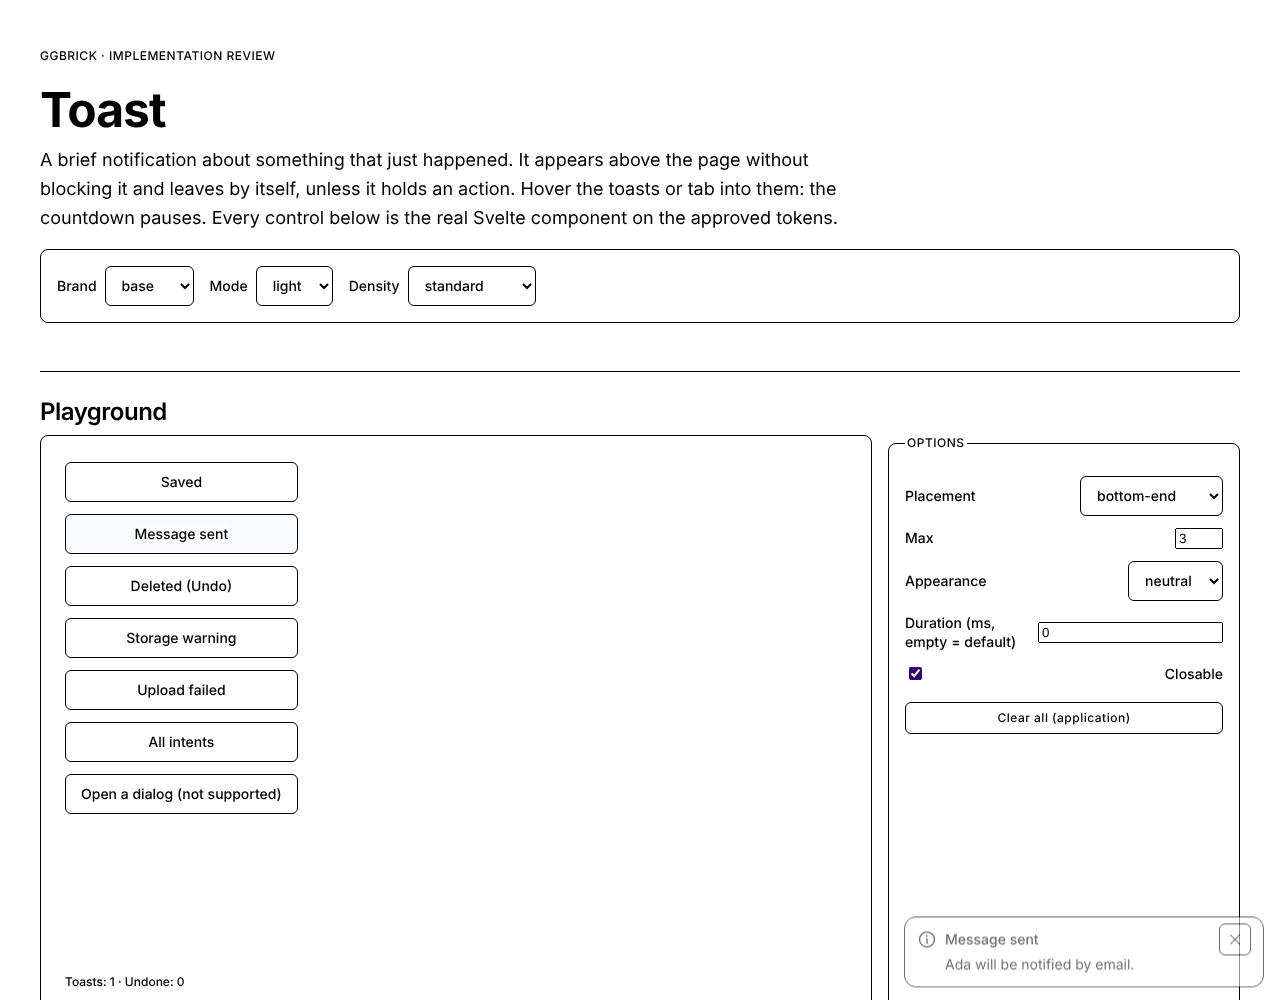 GGBRICK · IMPLEMENTATION REVIEW
Toast
A brief notification about something that just happened. It appears above the page without
blocking it and leaves by itself, unless it holds an action. Hover the toasts or tab into them: the
countdown pauses. Every control below is the real Svelte component on the approved tokens.
Brand base Mode light Density standard
Playground
Saved
Message sent
Deleted (Undo)
Storage warning
Upload failed
All intents
Open a dialog (not supported)
Toasts: 1 · Undone: 0
OPTIONS
Placement bottom-end
Max 3
Appearance neutral
Duration (ms,
empty = default) 0
Closable
Clear all (application)
Message sent
Ada will be notified by email.